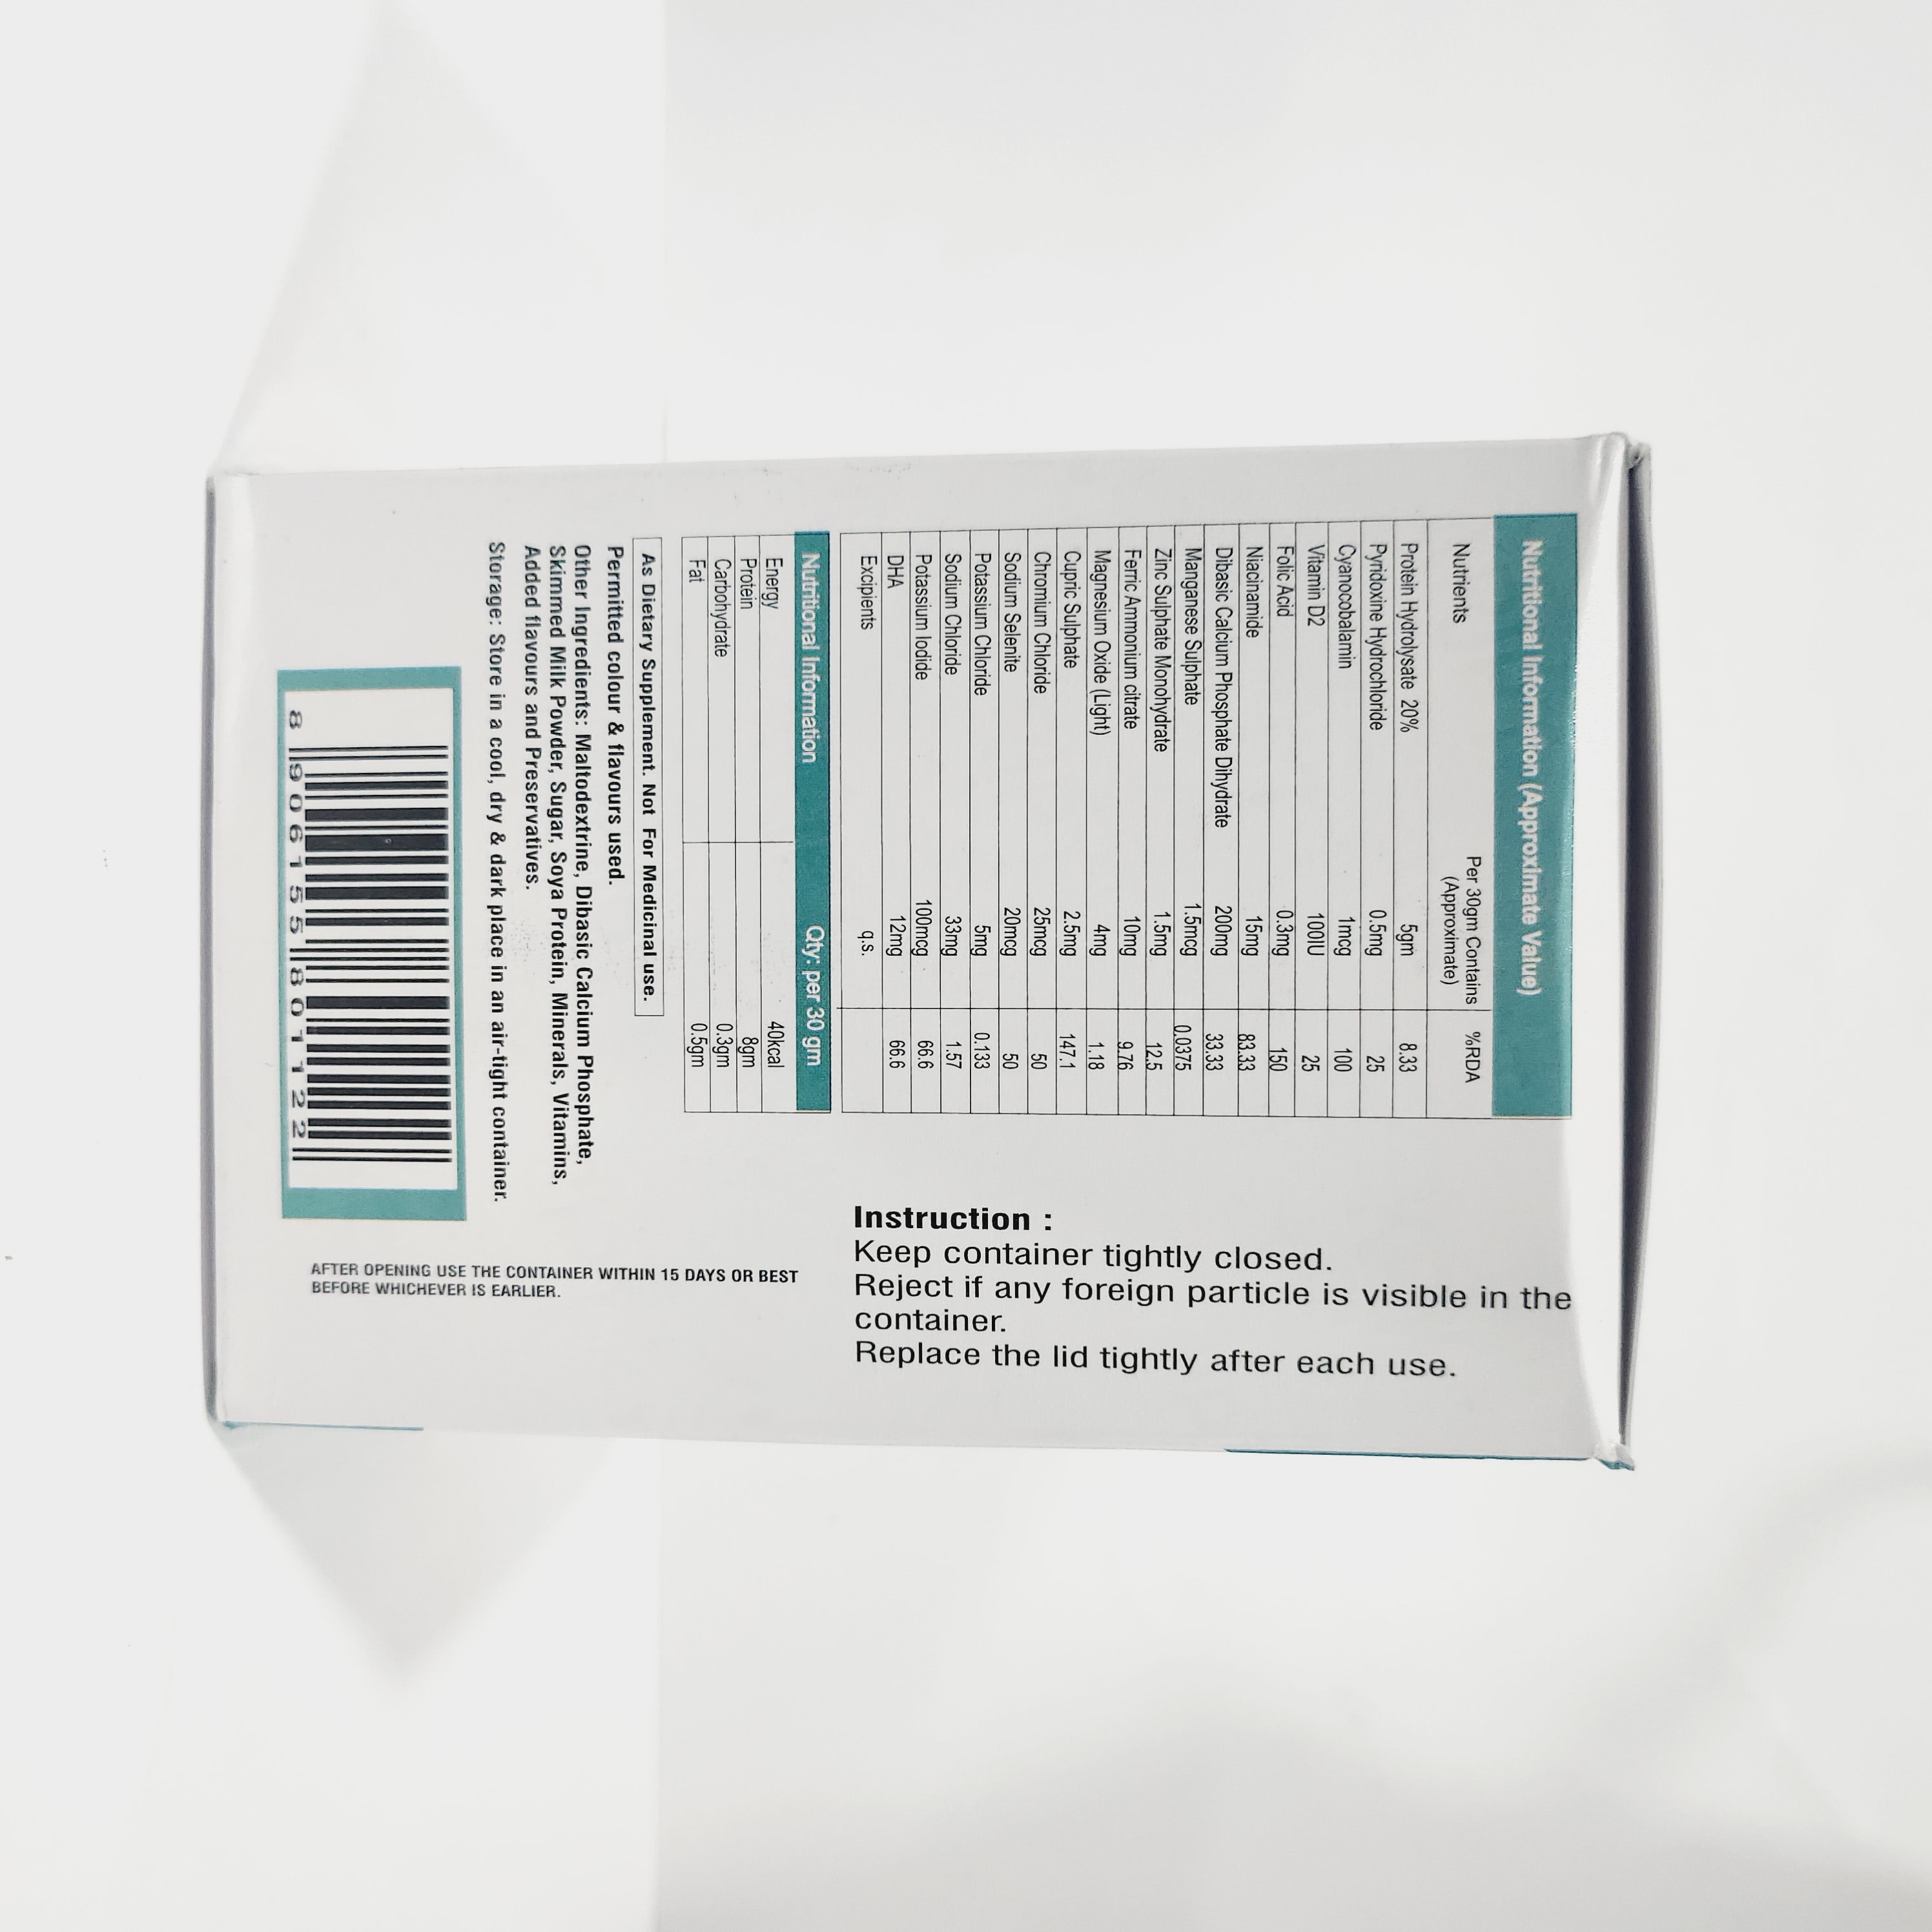 Nutritional Information (Approximate Value)
Nutrients Per 30gm Contains (Approximate) %RDA
Protein Hydrolysate 20% 5gm 8.33
Pyridoxine Hydrochloride 0.5mg 25
Cyanocobalamin 1mcg 100
Vitamin D2 100IU 25
Folic Acid 0.3mg 150
Niacinamide 15mg 83.33
Dibasic Calcium Phosphate Dihydrate 200mg 33.33
Manganese Sulphate 1.5mcg 0.0375
Zinc Sulphate Monohydrate 1.5mg 12.5
Ferric Ammonium citrate 10mg 9.76
Magnesium Oxide (Light) 4mg 1.18
Cupric Sulphate 2.5mg 147.1
Chromium Chloride 25mcg 50
Sodium Selenite 20mcg 50
Potassium Chloride 5mg 0.133
Sodium Chloride 33mg 1.57
Potassium Iodide 100mcg 66.6
DHA 12mg 66.6
Excipients q.s.
Nutritional Information Qty: per 30 gm
Energy 40kcal
Protein 8gm
Carbohydrate 0.3gm
Fat 0.5gm
As Dietary Supplement. Not For Medicinal use.
Permitted colour & flavours used.
Other Ingredients: Maltodextrine, Dibasic Calcium Phosphate,
Skimmed Milk Powder, Sugar, Soya Protein, Minerals, Vitamins,
Added flavours and Preservatives.
Storage: Store in a cool, dry & dark place in an air-tight container.
8 906155 801122
Instruction :
Keep container tightly closed.
Reject if any foreign particle is visible in the
container.
Replace the lid tightly after each use.
AFTER OPENING USE THE CONTAINER WITHIN 15 DAYS OR BEST
BEFORE WHICHEVER IS EARLIER.